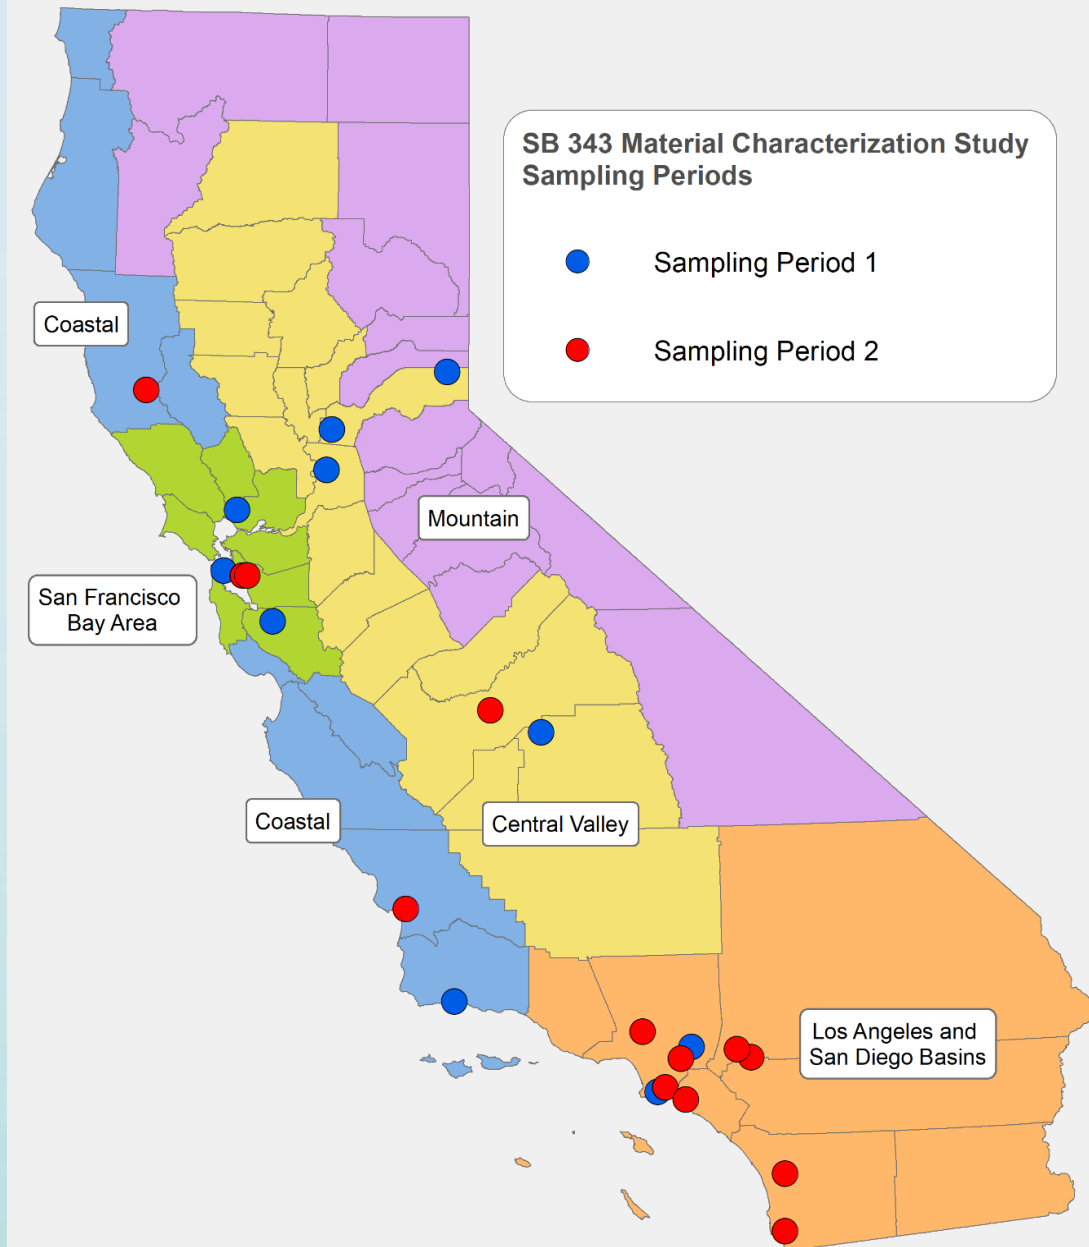 SB 343 Material Characterization Study
Sampling Periods
Sampling Period 1
Sampling Period 2
Coastal
Mountain
San Francisco
Bay Area
Coastal
Central Valley
Los Angeles and
San Diego Basins